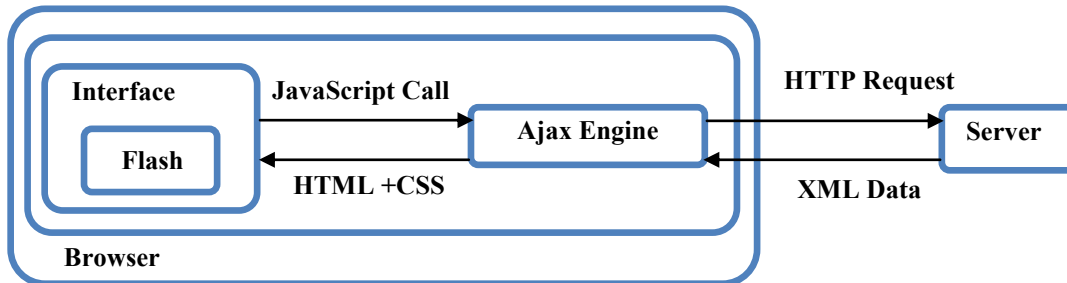 Interface
Flash
JavaScript Call
HTML +CSS
Ajax Engine
HTTP Request
XML Data
Server
Browser